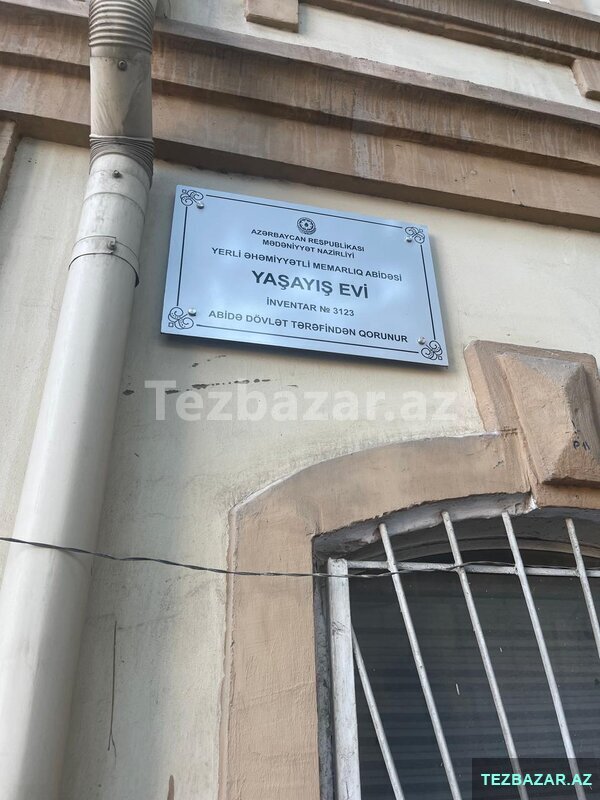 AZƏRBAYCAN RESPUBLİKASI
MƏDƏNİYYƏT NAZİRLİYİ
YERLİ ƏHƏMİYYƏTLİ MEMARLIQ ABİDƏSİ
YAŞAYIŞ EVİ
İNVENTAR № 3123
ABİDƏ DÖVLƏT TƏRƏFİNDƏN QORUNUR
Tezbazar.az
TEZBAZAR.AZ